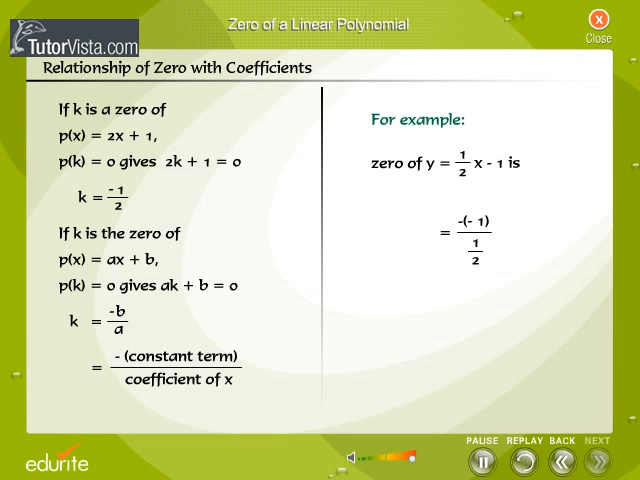 Zero of a Linear Polynomial
x
Close
TutorVista.com
Relationship of Zero with Coefficients
If k is a zero of
p(x) = 2x + 1,
p(k) = 0 gives 2k + 1 = 0
k = -1/2
If k is the zero of
p(x) = ax + b,
p(k) = 0 gives ak + b = 0
k = -b/a
= - (constant term) / coefficient of x
For example:
zero of y = 1/2 x - 1 is
= -(- 1) / 1/2
edurite
PAUSE REPLAY BACK NEXT